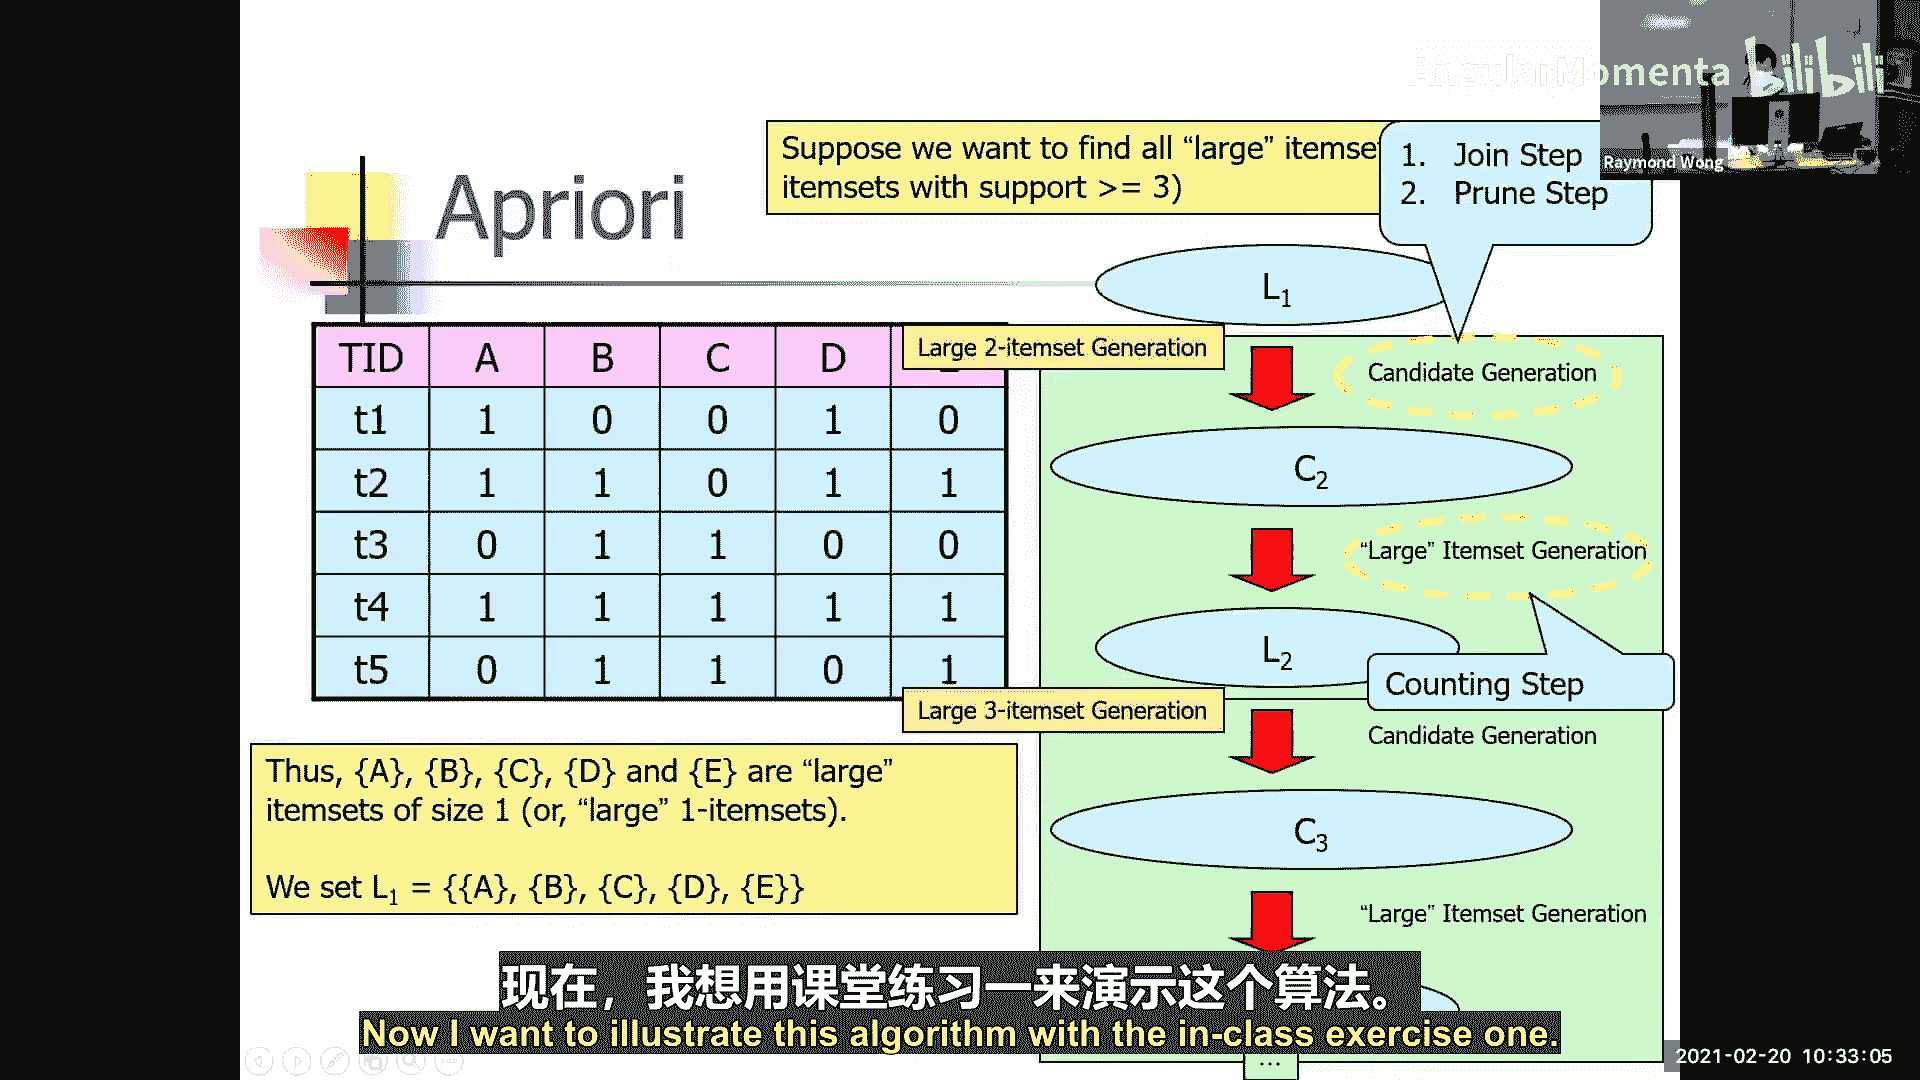 AngularMomenta bilibili
Raymond Wong
Suppose we want to find all “large” itemse
itemsets with support >= 3)
1. Join Step
2. Prune Step
Apriori
L1
Large 2-itemset Generation
Candidate Generation
TID A B C D
t1 1 0 0 1 0
t2 1 1 0 1 1
t3 0 1 1 0 0
t4 1 1 1 1 1
t5 0 1 1 0 1
C2
“Large” Itemset Generation
L2
Counting Step
Large 3-itemset Generation
Candidate Generation
C3
“Large” Itemset Generation
Thus, {A}, {B}, {C}, {D} and {E} are “large”
itemsets of size 1 (or, “large” 1-itemsets).
We set L1 = {{A}, {B}, {C}, {D}, {E}}
现在，我想用课堂练习一来演示这个算法。
Now I want to illustrate this algorithm with the in-class exercise one.
...
2021-02-20 10:33:05